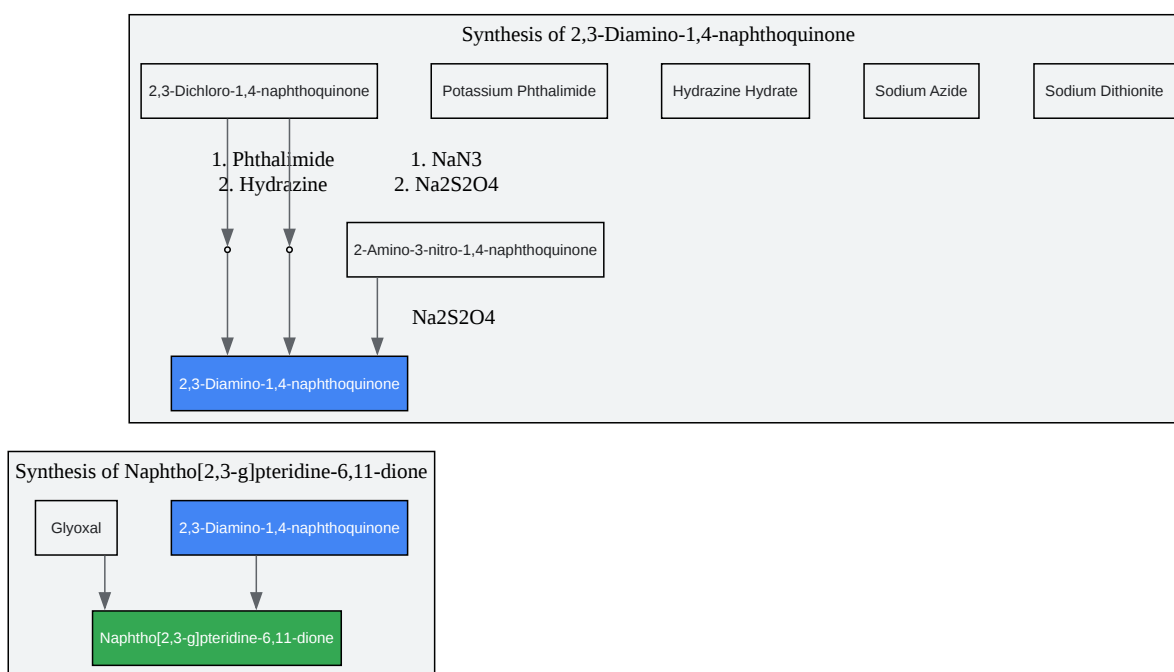 Synthesis of 2,3-Diamino-1,4-naphthoquinone
2,3-Dichloro-1,4-naphthoquinone
Potassium Phthalimide
Hydrazine Hydrate
Sodium Azide
Sodium Dithionite
1. Phthalimide
2. Hydrazine
1. NaN3
2. Na2S2O4
2-Amino-3-nitro-1,4-naphthoquinone
Na2S2O4
2,3-Diamino-1,4-naphthoquinone
Synthesis of Naphtho[2,3-g]pteridine-6,11-dione
Glyoxal
2,3-Diamino-1,4-naphthoquinone
Naphtho[2,3-g]pteridine-6,11-dione